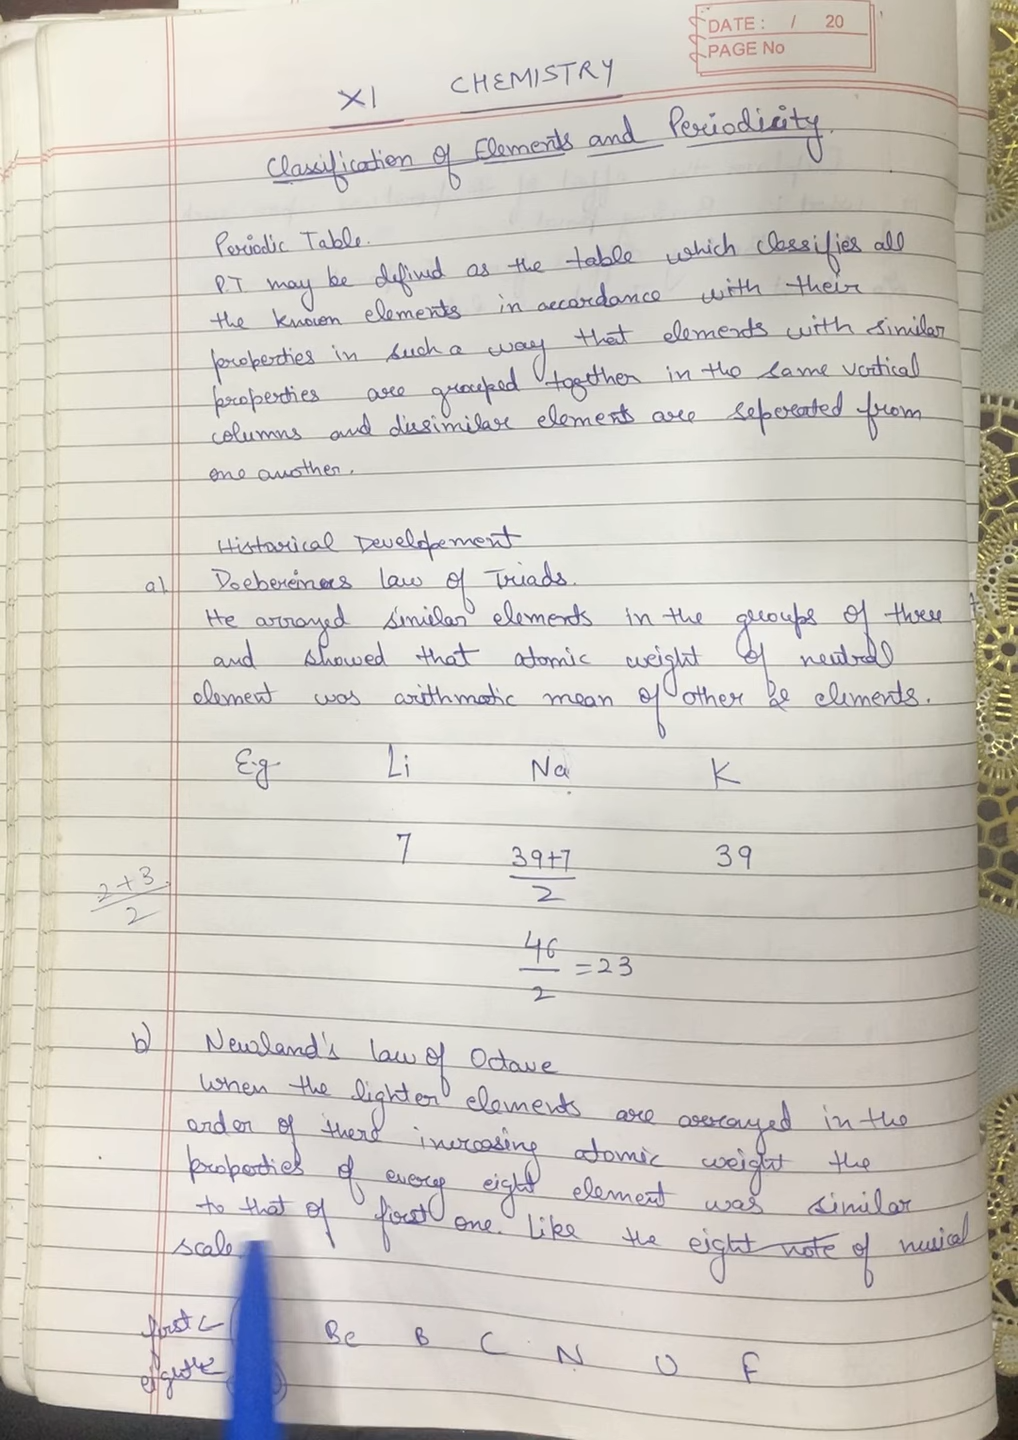 DATE : / 20
PAGE No
XI CHEMISTRY
Classification of Elements and Periodicity.
Periodic Table.
P.T may be defined as the table which classifies all
the known elements in accordance with their
properties in such a way that elements with similar
properties are grouped together in the same vertical
columns and dissimilar elements are seperated from
one another.
Historical Developement
a) Doebereiners law of Triads.
He arrayed similar elements in the groups of three
and showed that atomic weight of neutral
element was arithmatic mean of other elements.
E.g Li Na K
7 39+7 39
2
2+3
2
46
= 23
2
b) Newland's law of Octave
When the lighter elements are arrayed in the
order of there increasing atomic weight the
properties of every eight element was similar
to that of first one. Like the eight note of musical
scale
first Be B C N O F
eight